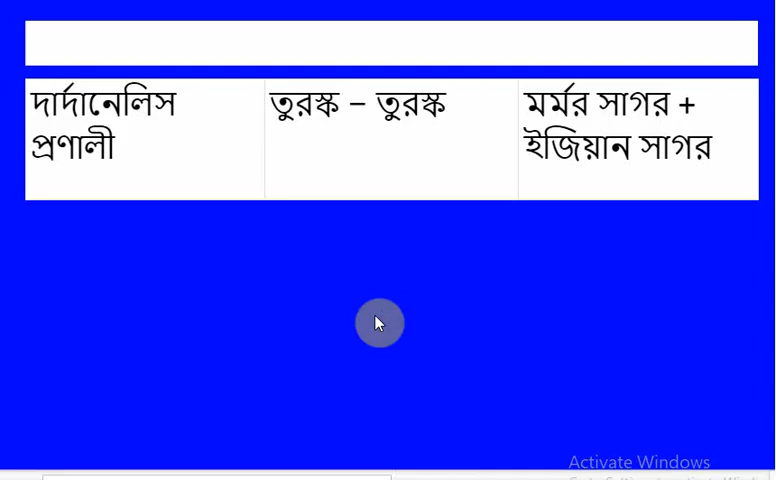 দার্দানেলিস
প্রণালী
তুরস্ক – তুরস্ক
মর্মর সাগর +
ইজিয়ান সাগর
Activate Windows